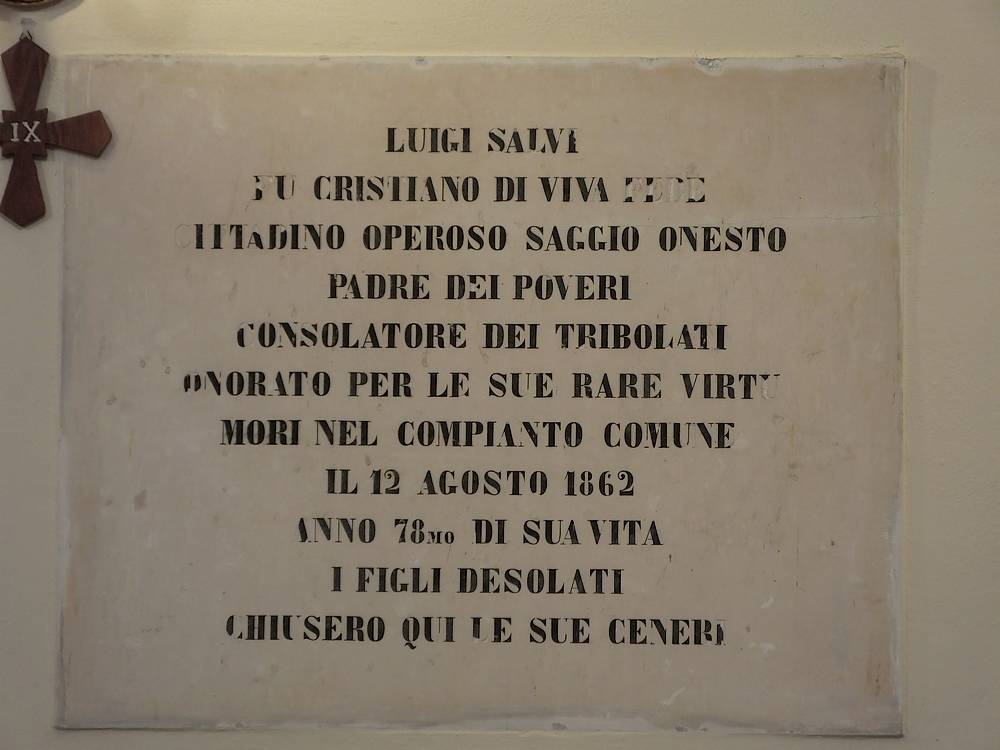 IX
LUIGI SALVI
FU CRISTIANO DI VIVA FEDE
CITTADINO OPEROSO SAGGIO ONESTO
PADRE DEI POVERI
CONSOLATORE DEI TRIBOLATI
ONORATO PER LE SUE RARE VIRTU
MORI NEL COMPIANTO COMUNE
IL 12 AGOSTO 1862
ANNO 78MO DI SUA VITA
I FIGLI DESOLATI
CHIUSERO QUI LE SUE CENERI